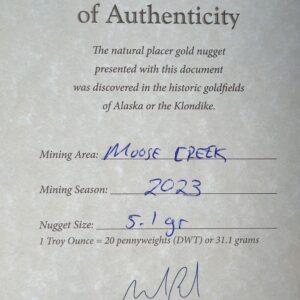 of Authenticity
The natural placer gold nugget
presented with this document
was discovered in the historic goldfields
of Alaska or the Klondike.
Mining Area: MOOSE CREEK
Mining Season: 2023
Nugget Size: 5.1 gr
1 Troy Ounce = 20 pennyweights (DWT) or 31.1 grams